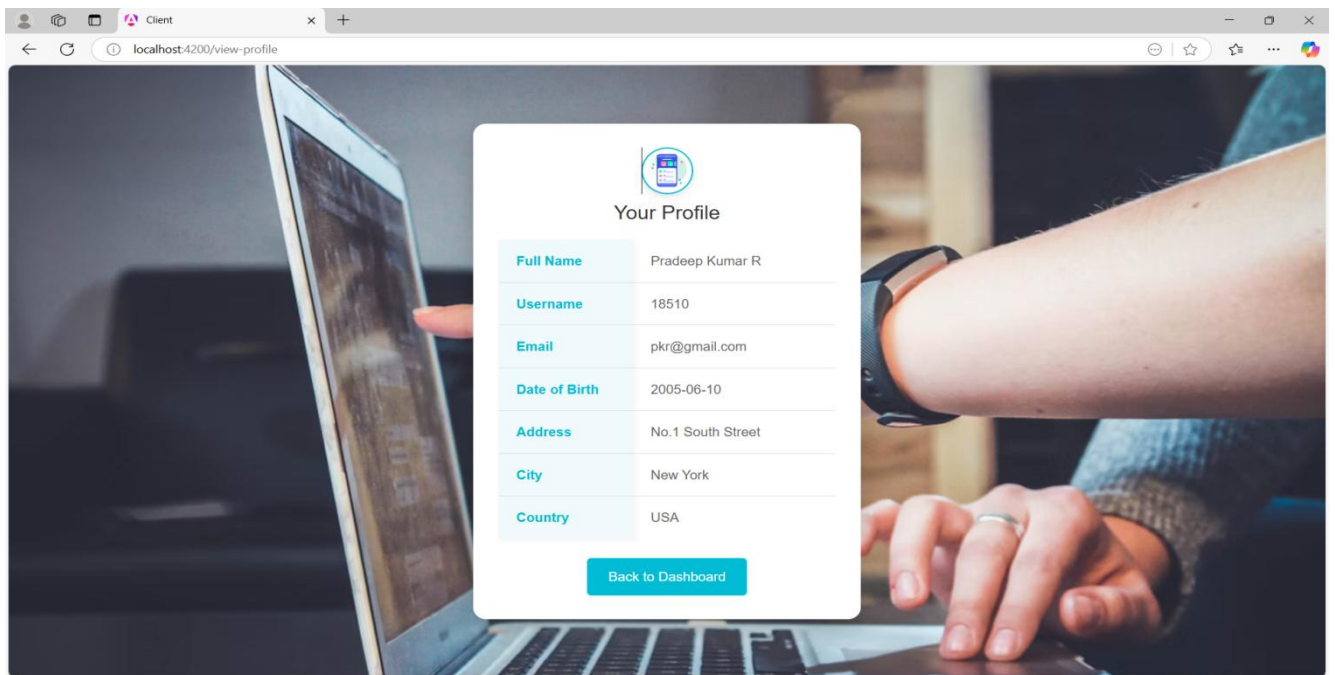 Client
localhost:4200/view-profile
Your Profile
Full Name Pradeep Kumar R
Username 18510
Email pkr@gmail.com
Date of Birth 2005-06-10
Address No.1 South Street
City New York
Country USA
Back to Dashboard